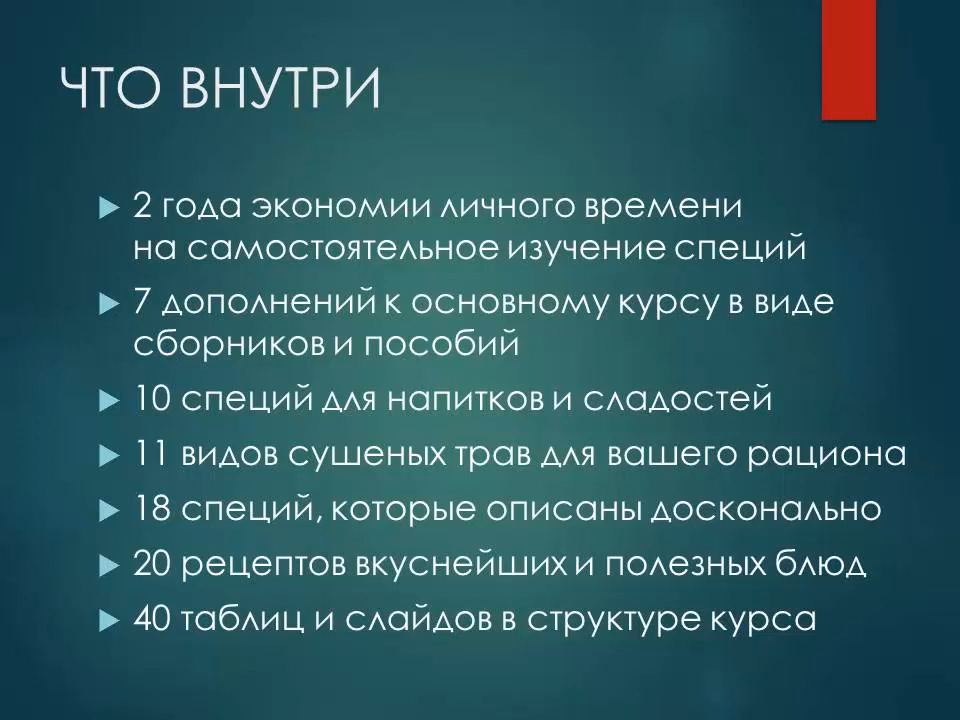 ЧТО ВНУТРИ
2 года экономии личного времени
на самостоятельное изучение специй
7 дополнений к основному курсу в виде
сборников и пособий
10 специй для напитков и сладостей
11 видов сушеных трав для вашего рациона
18 специй, которые описаны досконально
20 рецептов вкуснейших и полезных блюд
40 таблиц и слайдов в структуре курса